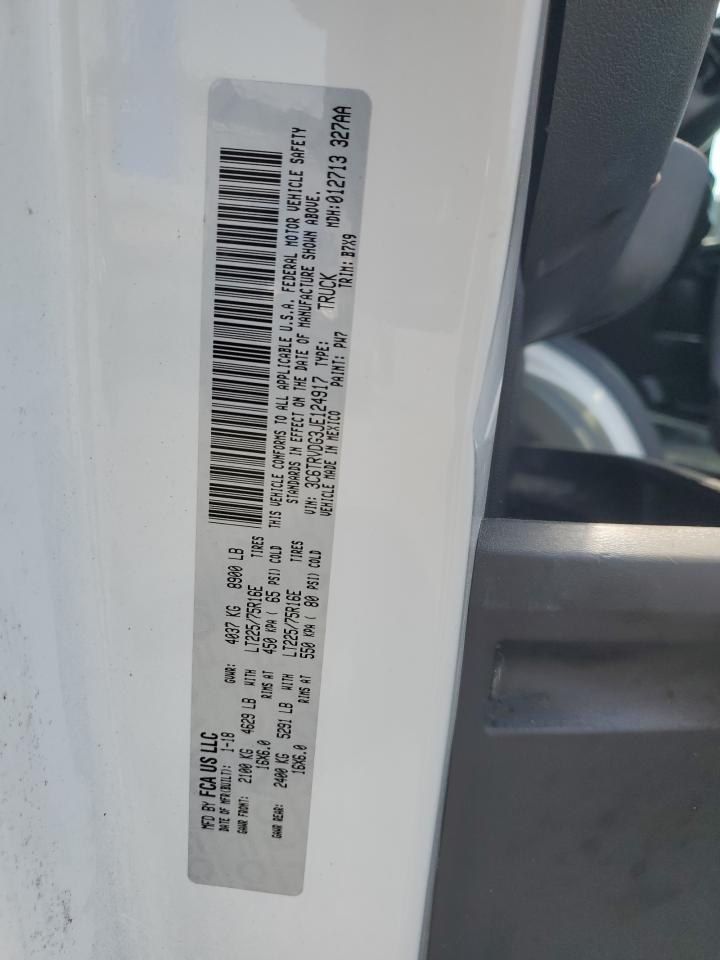 MFD BY FCA US LLC
DATE OF MFR(BUILT): 1-18 GVWR: 4037 KG 8900 LB
GAWR FRONT: 2100 KG 4629 LB WITH LT225/75R16E TIRES
16X6.0 RIMS AT 450 KPA ( 65 PSI) COLD
GAWR REAR: 2400 KG 5291 LB WITH LT225/75R16E TIRES
16X6.0 RIMS AT 550 KPA ( 80 PSI) COLD
THIS VEHICLE CONFORMS TO ALL APPLICABLE U.S.A. FEDERAL MOTOR VEHICLE SAFETY
STANDARDS IN EFFECT ON THE DATE OF MANUFACTURE SHOWN ABOVE.
VIN: 3C6TRVDG3JE124917 TYPE: TRUCK MDH:012713 327AA
VEHICLE MADE IN MEXICO PAINT: PW7 TRIM: B7X9